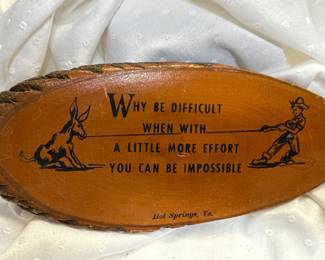 WHY BE DIFFICULT
WHEN WITH
A LITTLE MORE EFFORT
YOU CAN BE IMPOSSIBLE
Hot Springs, Va.